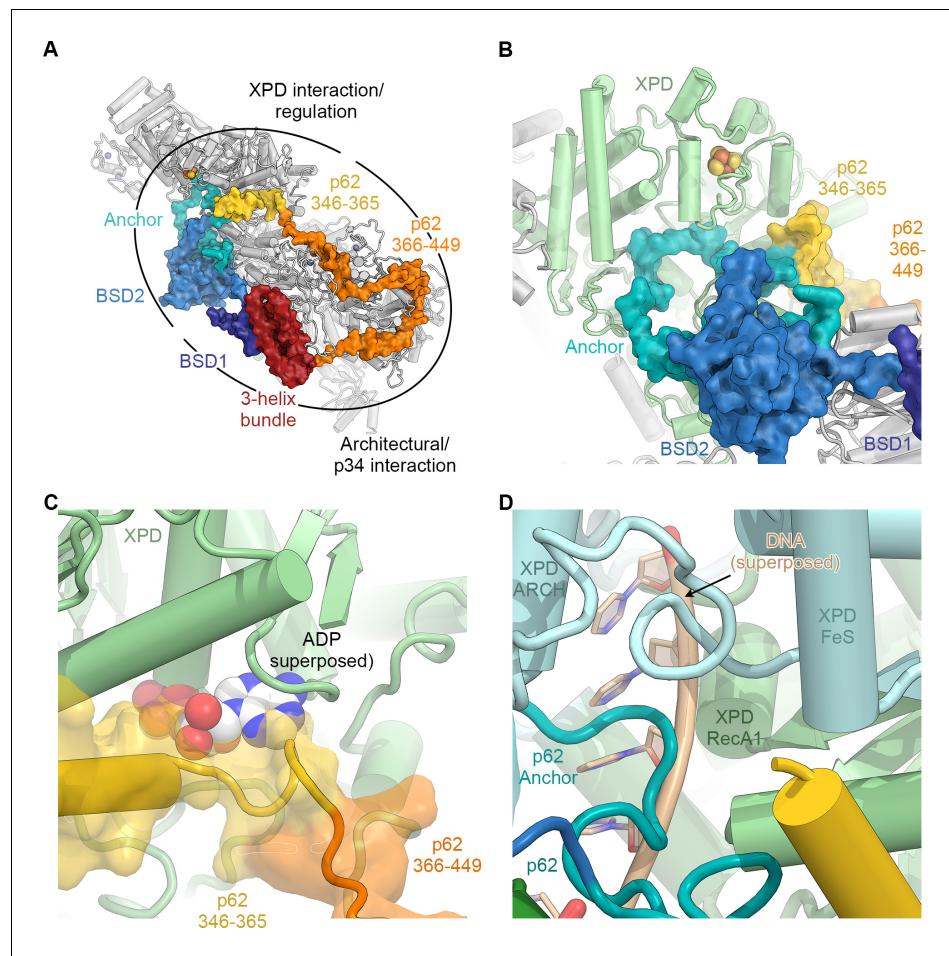 A
XPD interaction/
regulation
p62
346-365
Anchor
p62
366-449
BSD2
BSD1
3-helix
bundle
Architectural/
p34 interaction
B
XPD
p62
346-365
p62
366-
449
Anchor
BSD2
BSD1
C
XPD
ADP
superposed)
p62
366-449
p62
346-365
D
DNA
(superposed)
XPD
ARCH
XPD
FeS
XPD
RecA1
p62
Anchor
p62